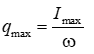 q_max = I_max / ω